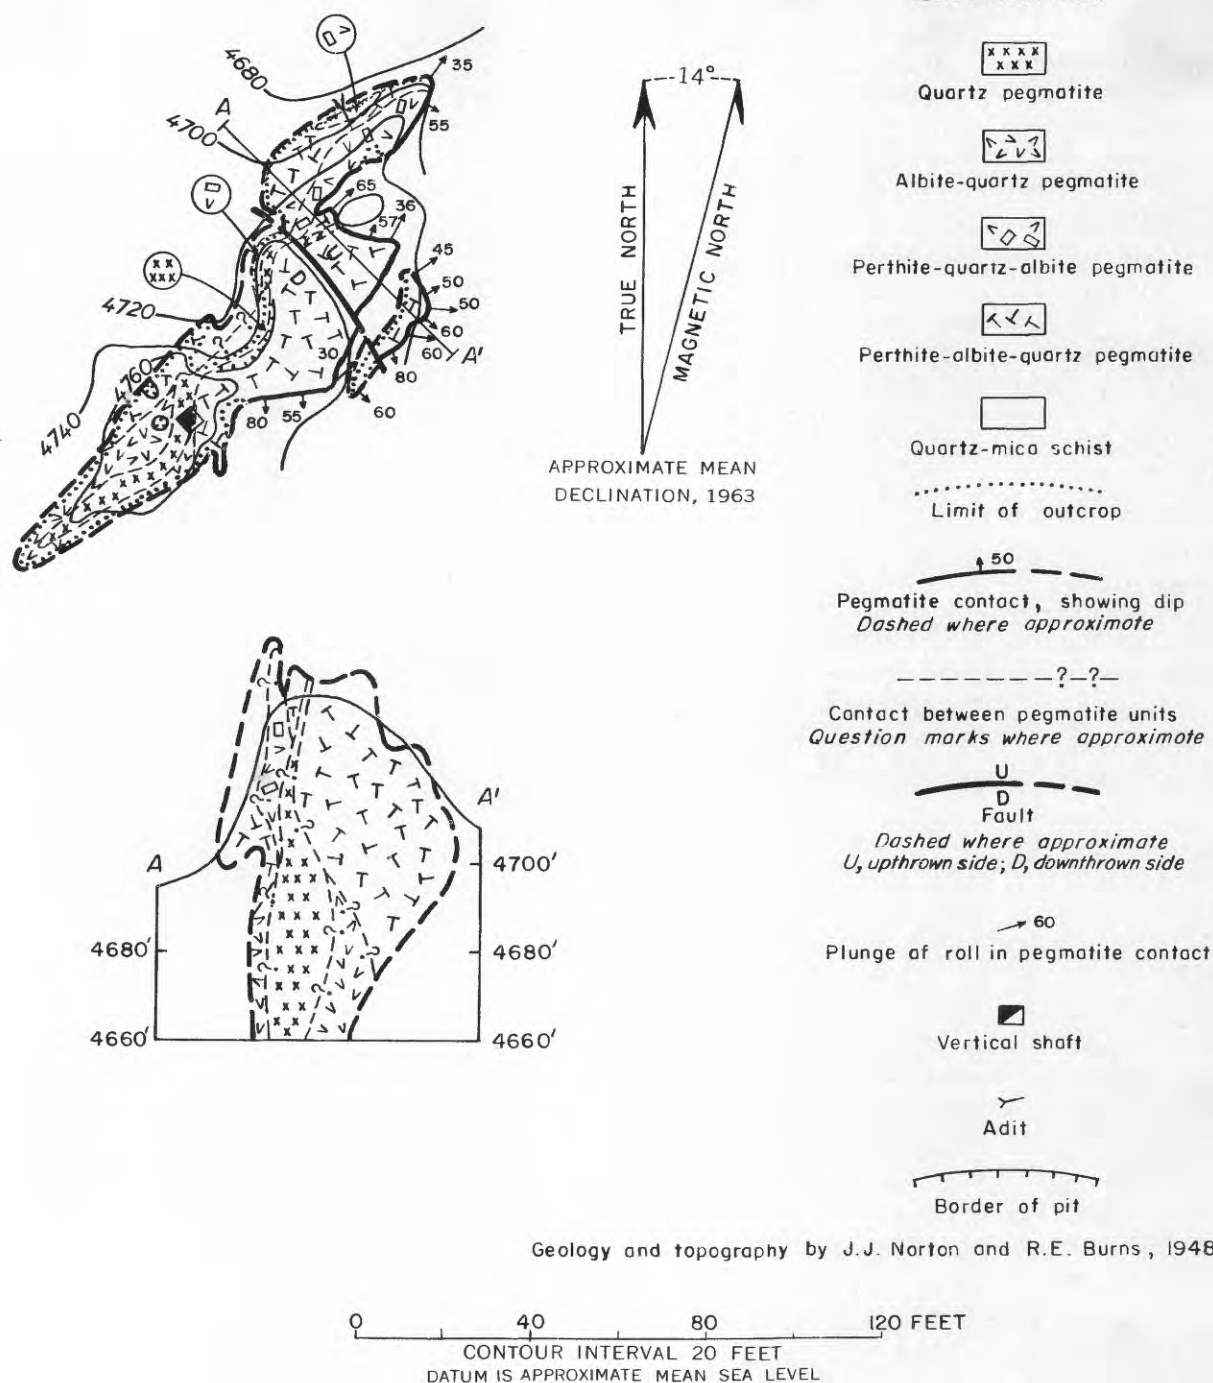 4680
A
4700
35
55
65
36
57
U
D
45
50
50
60
60
A'
80
60
30
80
55
4720
4760
4740
14°
TRUE NORTH
MAGNETIC NORTH
APPROXIMATE MEAN
DECLINATION, 1963
Quartz pegmatite
Albite-quartz pegmatite
Perthite-quartz-albite pegmatite
Perthite-albite-quartz pegmatite
Quartz-mica schist
Limit of outcrop
50
Pegmatite contact, showing dip
Dashed where approximate
?-?
Contact between pegmatite units
Question marks where approximate
U
D
Fault
Dashed where approximate
U, upthrown side; D, downthrown side
60
Plunge of roll in pegmatite contact
Vertical shaft
Adit
Border of pit
A
A'
4700'
4680'
4680'
4660'
4660'
Geology and topography by J.J. Norton and R.E. Burns, 1948
0 40 80 120 FEET
CONTOUR INTERVAL 20 FEET
DATUM IS APPROXIMATE MEAN SEA LEVEL